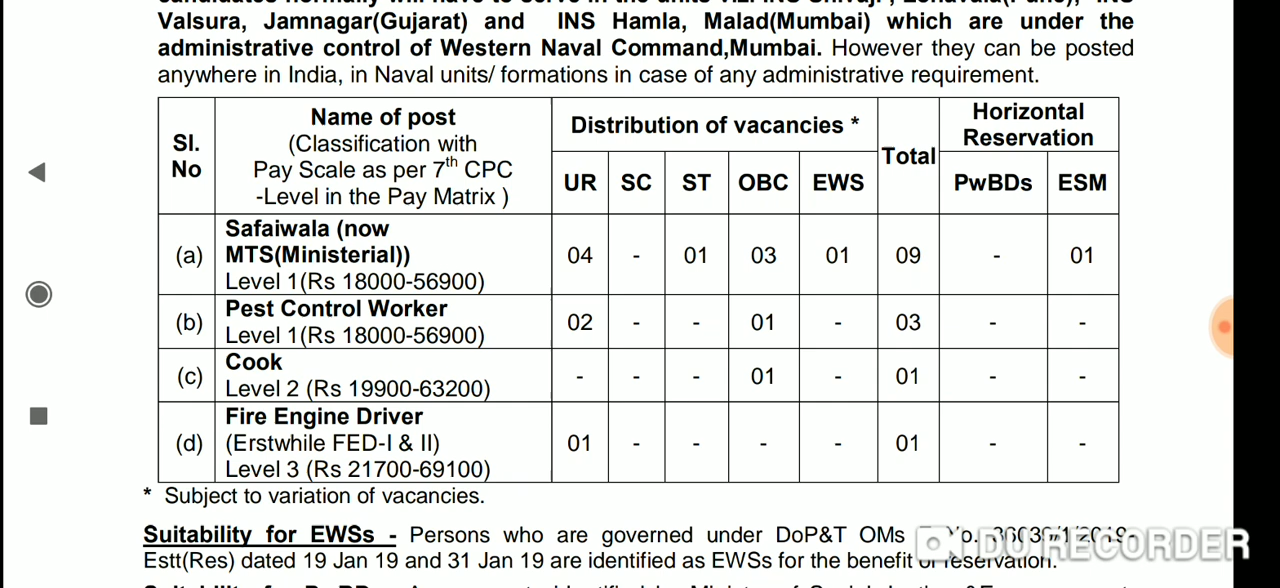 Valsura, Jamnagar(Gujarat) and INS Hamla, Malad(Mumbai) which are under the
administrative control of Western Naval Command,Mumbai. However they can be posted
anywhere in India, in Naval units/ formations in case of any administrative requirement.
Sl. No Name of post (Classification with Pay Scale as per 7th CPC -Level in the Pay Matrix ) Distribution of vacancies * Total Horizontal Reservation
UR SC ST OBC EWS PwBDs ESM
(a) Safaiwala (now MTS(Ministerial)) Level 1(Rs 18000-56900) 04 - 01 03 01 09 - 01
(b) Pest Control Worker Level 1(Rs 18000-56900) 02 - - 01 - 03 - -
(c) Cook Level 2 (Rs 19900-63200) - - - 01 - 01 - -
(d) Fire Engine Driver (Erstwhile FED-I & II) Level 3 (Rs 21700-69100) 01 - - - - 01 - -
* Subject to variation of vacancies.
Suitability for EWSs - Persons who are governed under DoP&T OMs
Estt(Res) dated 19 Jan 19 and 31 Jan 19 are identified as EWSs for the benefit of reservation.
DU RECORDER